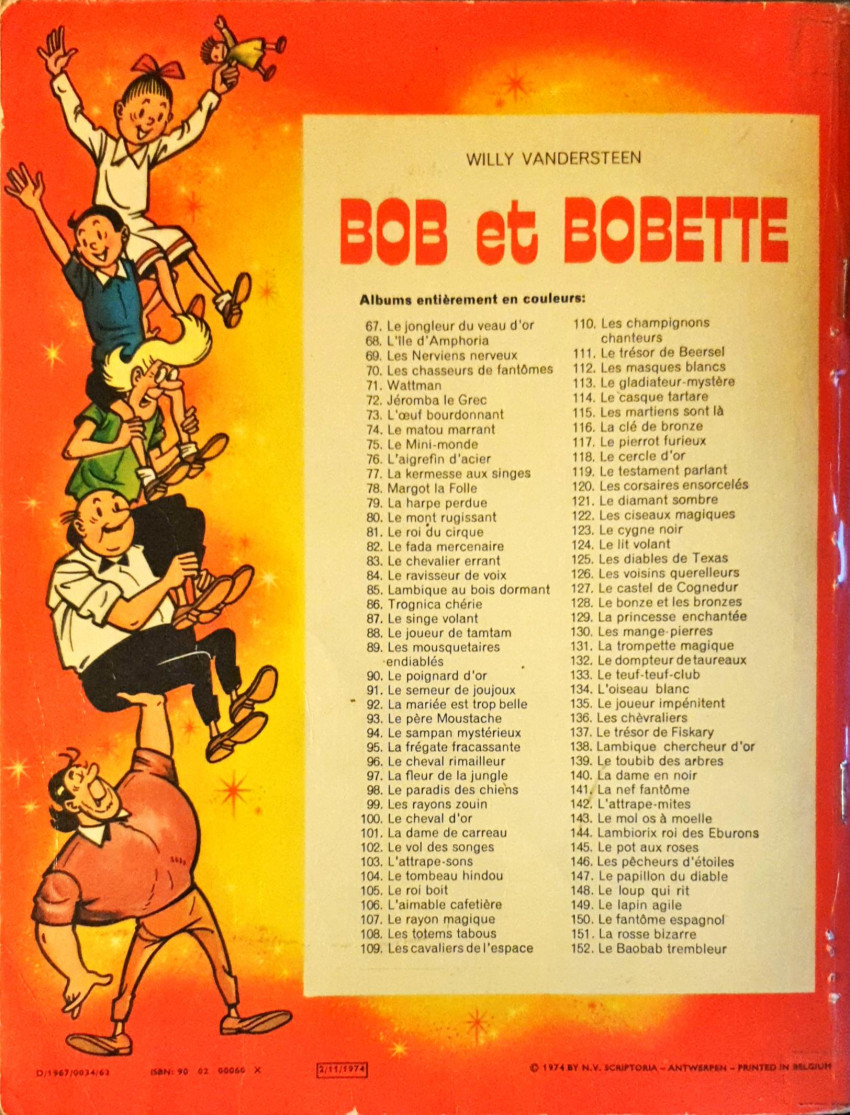 WILLY VANDERSTEEN
BOB et BOBETTE
Albums entièrement en couleurs:
67. Le jongleur du veau d'or
68. L'Ile d'Amphoria
69. Les Nerviens nerveux
70. Les chasseurs de fantômes
71. Wattman
72. Jéromba le Grec
73. L'œuf bourdonnant
74. Le matou marrant
75. Le Mini-monde
76. L'aigrefin d'acier
77. La kermesse aux singes
78. Margot la Folle
79. La harpe perdue
80. Le mont rugissant
81. Le roi du cirque
82. Le fada mercenaire
83. Le chevalier errant
84. Le ravisseur de voix
85. Lambique au bois dormant
86. Trognica chérie
87. Le singe volant
88. Le joueur de tamtam
89. Les mousquetaires
endiablés
90. Le poignard d'or
91. Le semeur de joujoux
92. La mariée est trop belle
93. Le père Moustache
94. Le sampan mystérieux
95. La frégate fracassante
96. Le cheval rimailleur
97. La fleur de la jungle
98. Le paradis des chiens
99. Les rayons zouin
100. Le cheval d'or
101. La dame de carreau
102. Le vol des songes
103. L'attrape-sons
104. Le tombeau hindou
105. Le roi boit
106. L'aimable cafetière
107. Le rayon magique
108. Les totems tabous
109. Les cavaliers de l'espace
110. Les champignons
chanteurs
111. Le trésor de Beersel
112. Les masques blancs
113. Le gladiateur-mystère
114. Le casque tartare
115. Les martiens sont là
116. La clé de bronze
117. Le pierrot furieux
118. Le cercle d'or
119. Le testament parlant
120. Les corsaires ensorcelés
121. Le diamant sombre
122. Les ciseaux magiques
123. Le cygne noir
124. Le lit volant
125. Les diables de Texas
126. Les voisins querelleurs
127. Le castel de Cognedur
128. Le bonze et les bronzes
129. La princesse enchantée
130. Les mange-pierres
131. La trompette magique
132. Le dompteur de taureaux
133. Le teuf-teuf-club
134. L'oiseau blanc
135. Le joueur impénitent
136. Les chèvraliers
137. Le trésor de Fiskary
138. Lambique chercheur d'or
139. Le toubib des arbres
140. La dame en noir
141. La nef fantôme
142. L'attrape-mites
143. Le mol os à moelle
144. Lambiorix roi des Eburons
145. Le pot aux roses
146. Les pêcheurs d'étoiles
147. Le papillon du diable
148. Le loup qui rit
149. Le lapin agile
150. Le fantôme espagnol
151. La rosse bizarre
152. Le Baobab trembleur
D/1967/0034/63 ISBN: 90 02 00060 X 2/11/1974 © 1974 BY N.V. SCRIPTORIA – ANTWERPEN – PRINTED IN BELGIUM